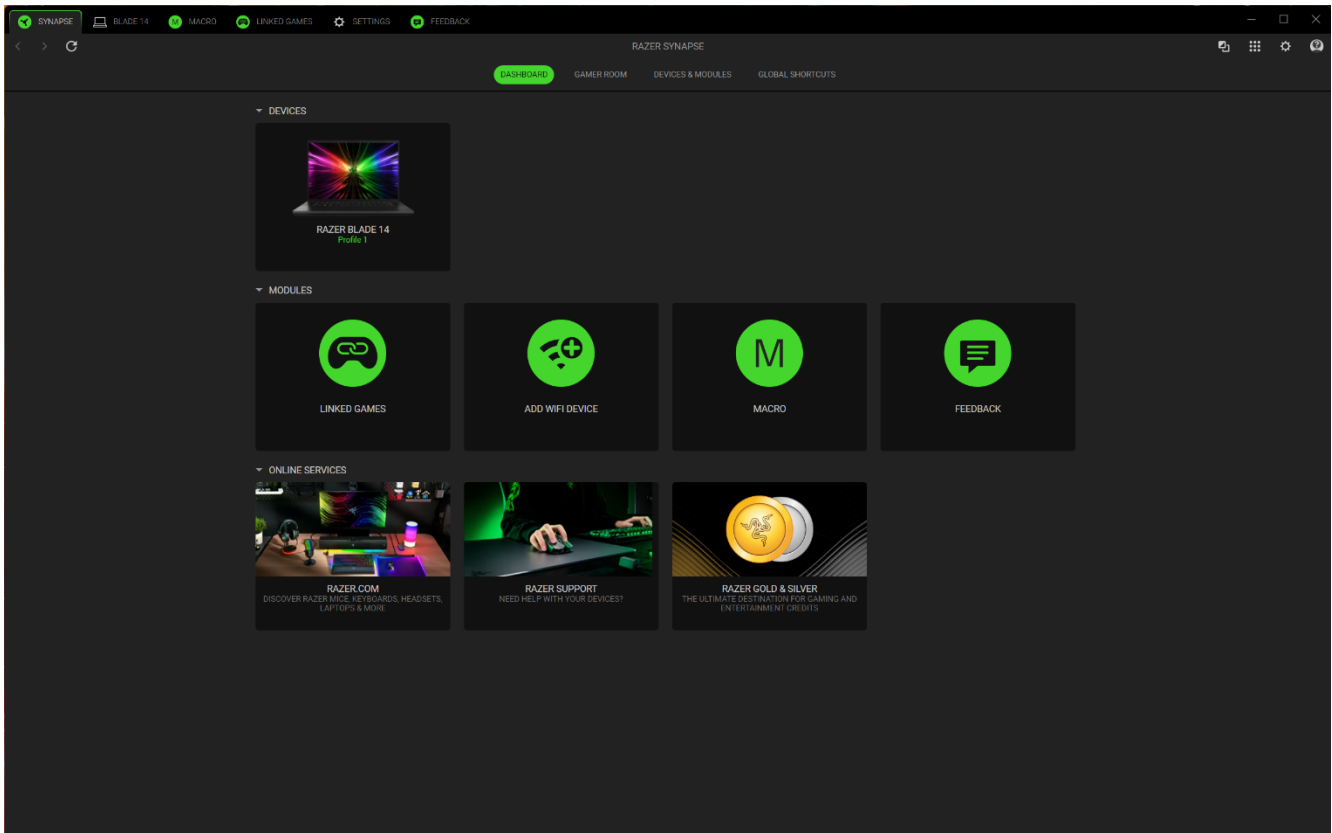 SYNAPSE BLADE 14 M MACRO LINKED GAMES SETTINGS FEEDBACK
RAZER SYNAPSE
DASHBOARD GAMER ROOM DEVICES & MODULES GLOBAL SHORTCUTS
DEVICES
RAZER BLADE 14
Profile 1
MODULES
M
LINKED GAMES ADD WIFI DEVICE MACRO FEEDBACK
ONLINE SERVICES
RAZER.COM
DISCOVER RAZER MICE, KEYBOARDS, HEADSETS,
LAPTOPS & MORE
RAZER SUPPORT
NEED HELP WITH YOUR DEVICES?
RAZER GOLD & SILVER
THE ULTIMATE DESTINATION FOR GAMING AND
ENTERTAINMENT CREDITS